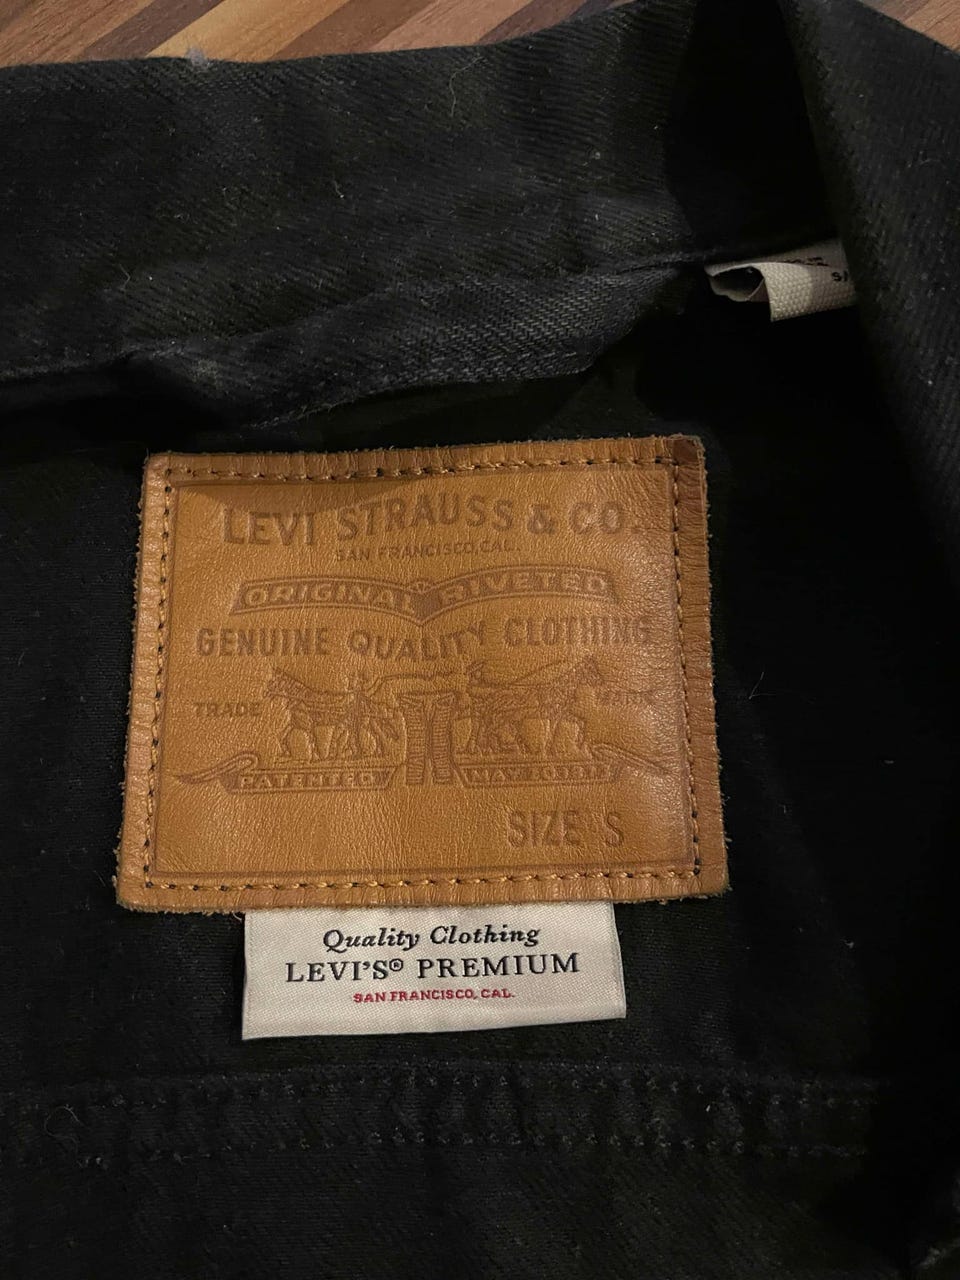 LEVI STRAUSS & CO.
SAN FRANCISCO, CAL.
ORIGINAL RIVETED
GENUINE QUALITY CLOTHING
TRADE MARK
PATENTED MAY 20 1873
SIZE S
Quality Clothing
LEVI'S® PREMIUM
SAN FRANCISCO, CAL.